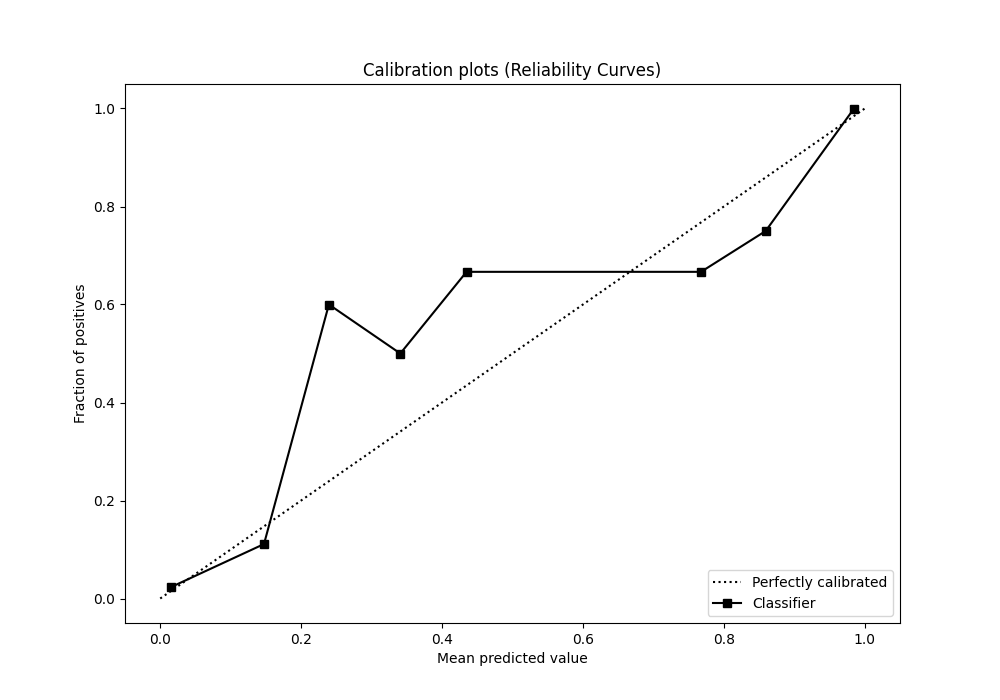 Calibration plots (Reliability Curves)
1.0
0.8
0.6
0.4
0.2
0.0
Fraction of positives
0.0 0.2 0.4 0.6 0.8 1.0
Mean predicted value
Perfectly calibrated
Classifier